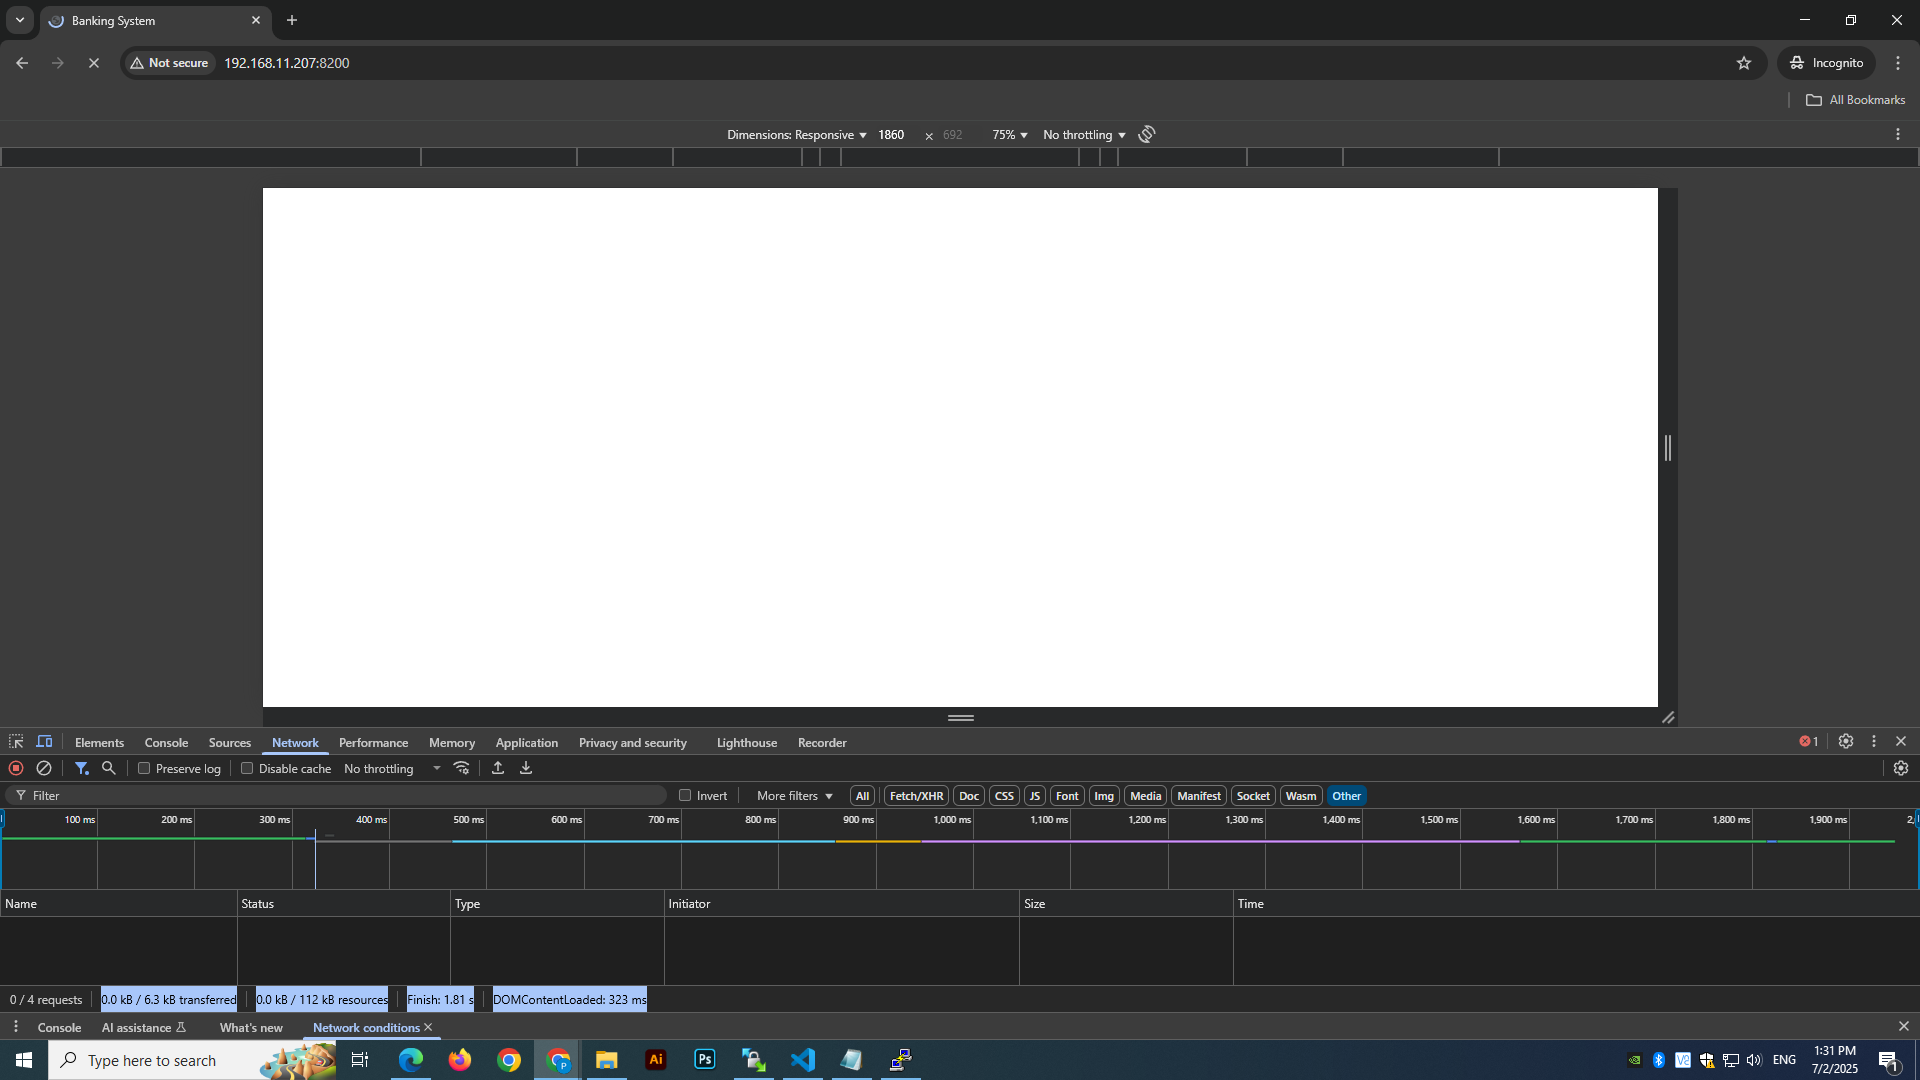 Banking System
Not secure 192.168.11.207:8200 Incognito
All Bookmarks
Dimensions: Responsive 1860 × 692 75% No throttling
Elements Console Sources Network Performance Memory Application Privacy and security Lighthouse Recorder 1
Preserve log Disable cache No throttling
Filter Invert More filters All Fetch/XHR Doc CSS JS Font Img Media Manifest Socket Wasm Other
100 ms 200 ms 300 ms 400 ms 500 ms 600 ms 700 ms 800 ms 900 ms 1,000 ms 1,100 ms 1,200 ms 1,300 ms 1,400 ms 1,500 ms 1,600 ms 1,700 ms 1,800 ms 1,900 ms
Name Status Type Initiator Size Time
0 / 4 requests 0.0 kB / 6.3 kB transferred 0.0 kB / 112 kB resources Finish: 1.81 s DOMContentLoaded: 323 ms
Console AI assistance What's new Network conditions
Type here to search P Ai Ps ENG 1:31 PM 1
7/2/2025